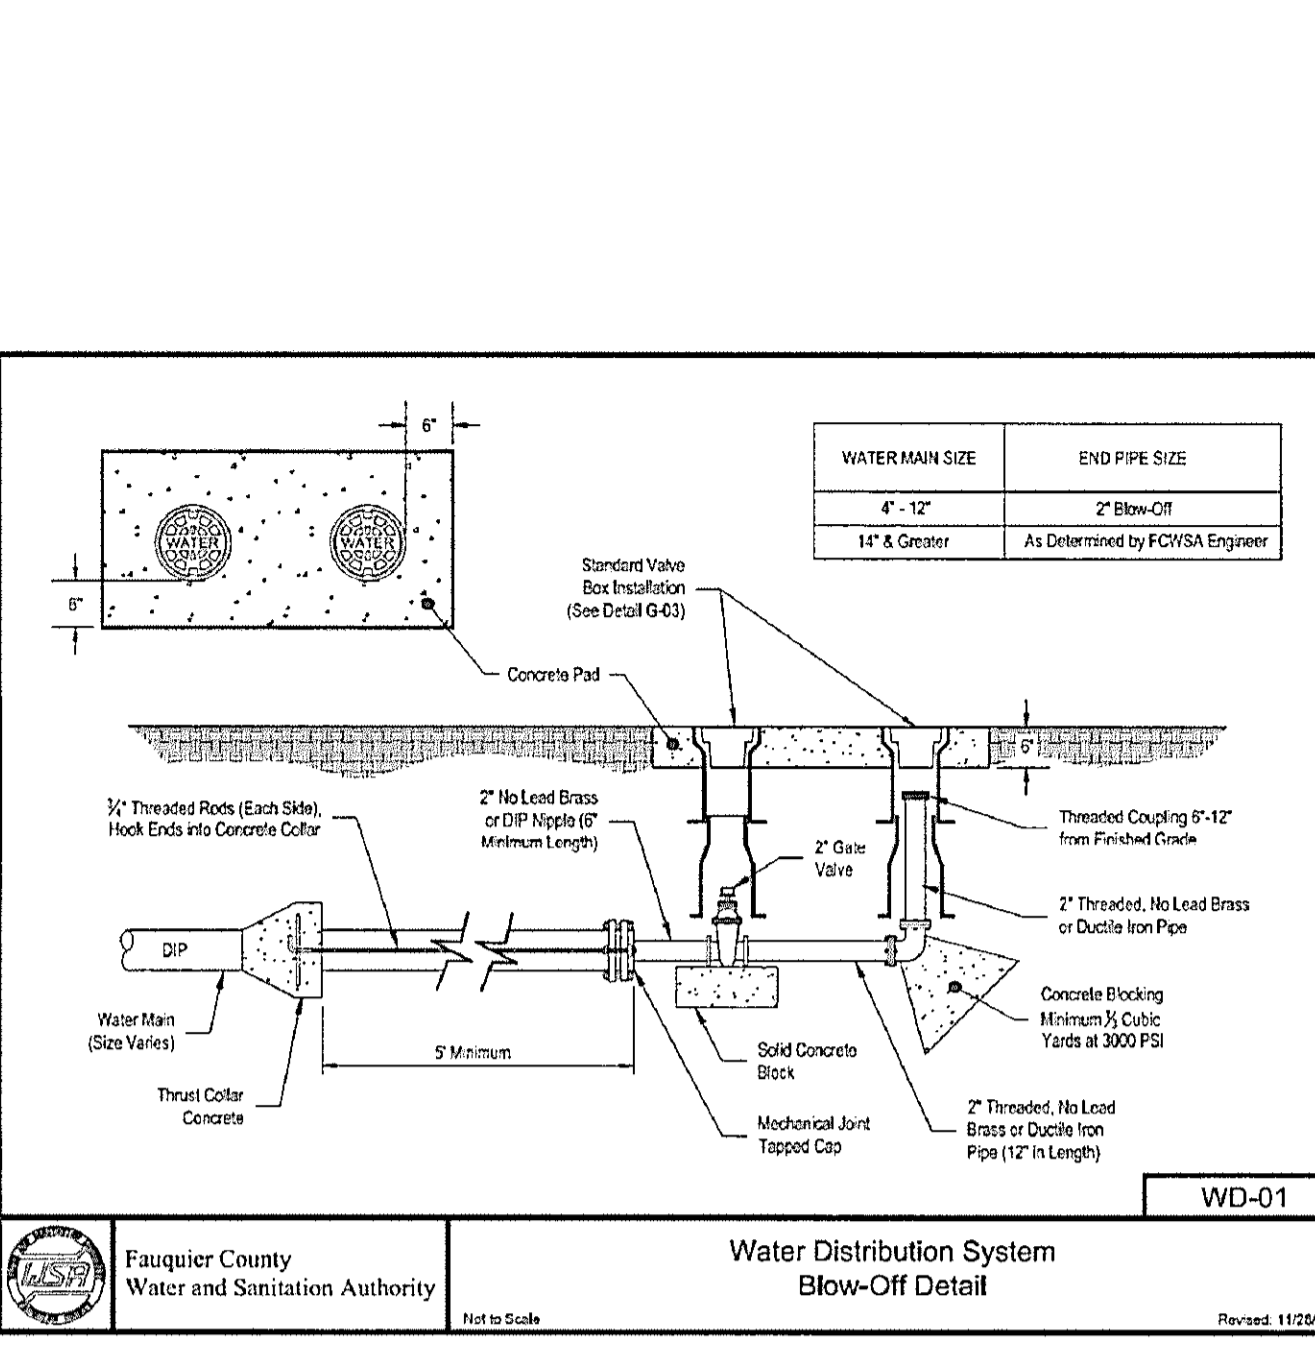 6"
WATER MAIN SIZE
END PIPE SIZE
4" - 12"
2" Blow-Off
14" & Greater
As Determined by FCWSA Engineer
WATER
WATER
6"
Standard Valve
Box Installation
(See Detail G-03)
Concrete Pad
6"
¾" Threaded Rods (Each Side),
Hook Ends into Concrete Collar
2" No Lead Brass
or DIP Nipple (6"
Minimum Length)
2" Gate
Valve
Threaded Coupling 6"-12"
from Finished Grade
2" Threaded, No Lead Brass
or Ductile Iron Pipe
DIP
Water Main
(Size Varies)
5' Minimum
Thrust Collar
Concrete
Solid Concrete
Block
Mechanical Joint
Tapped Cap
Concrete Blocking
Minimum ⅓ Cubic
Yards at 3000 PSI
2" Threaded, No Lead
Brass or Ductile Iron
Pipe (12" in Length)
WD-01
WSA
Fauquier County
Water and Sanitation Authority
Water Distribution System
Blow-Off Detail
Not to Scale
Revised: 11/28/